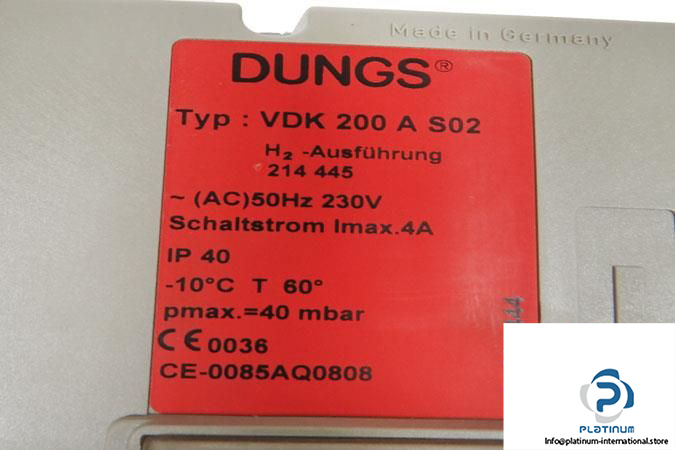 Made in Germany
DUNGS®
Typ : VDK 200 A S02
H₂ -Ausführung
214 445
~ (AC)50Hz 230V
Schaltstrom Imax.4A
IP 40
-10°C T 60°
pmax.=40 mbar
CE 0036
CE-0085AQ0808
PLATINUM
info@platinum-international.store